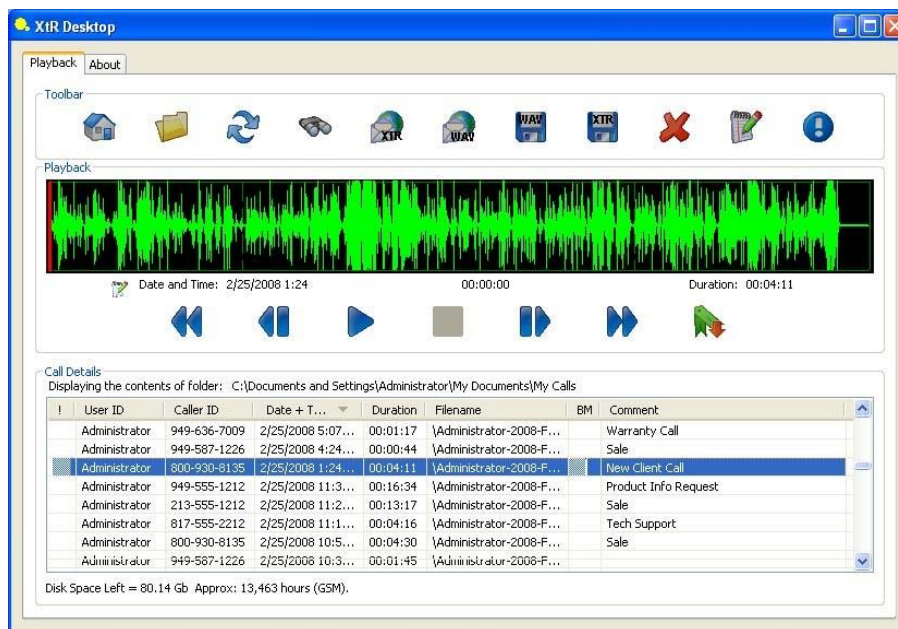 XtR Desktop
Playback About
Toolbar
XTR WAV WAV XTR
Playback
Date and Time: 2/25/2008 1:24 00:00:00 Duration: 00:04:11
Call Details
Displaying the contents of folder: C:\Documents and Settings\Administrator\My Documents\My Calls
! User ID Caller ID Date + T... Duration Filename BM Comment
Administrator 949-636-7009 2/25/2008 5:07... 00:01:17 \Administrator-2008-F... Warranty Call
Administrator 949-587-1226 2/25/2008 4:24... 00:00:44 \Administrator-2008-F... Sale
Administrator 800-930-8135 2/25/2008 1:24... 00:04:11 \Administrator-2008-F... New Client Call
Administrator 949-555-1212 2/25/2008 11:3... 00:16:34 \Administrator-2008-F... Product Info Request
Administrator 213-555-1212 2/25/2008 11:2... 00:13:17 \Administrator-2008-F... Sale
Administrator 817-555-2212 2/25/2008 11:1... 00:04:16 \Administrator-2008-F... Tech Support
Administrator 800-930-8135 2/25/2008 10:5... 00:04:30 \Administrator-2008-F... Sale
Administrator 949-587-1226 2/25/2008 10:3... 00:01:45 \Administrator-2008-F...
Disk Space Left = 80.14 Gb Approx: 13,463 hours (GSM).